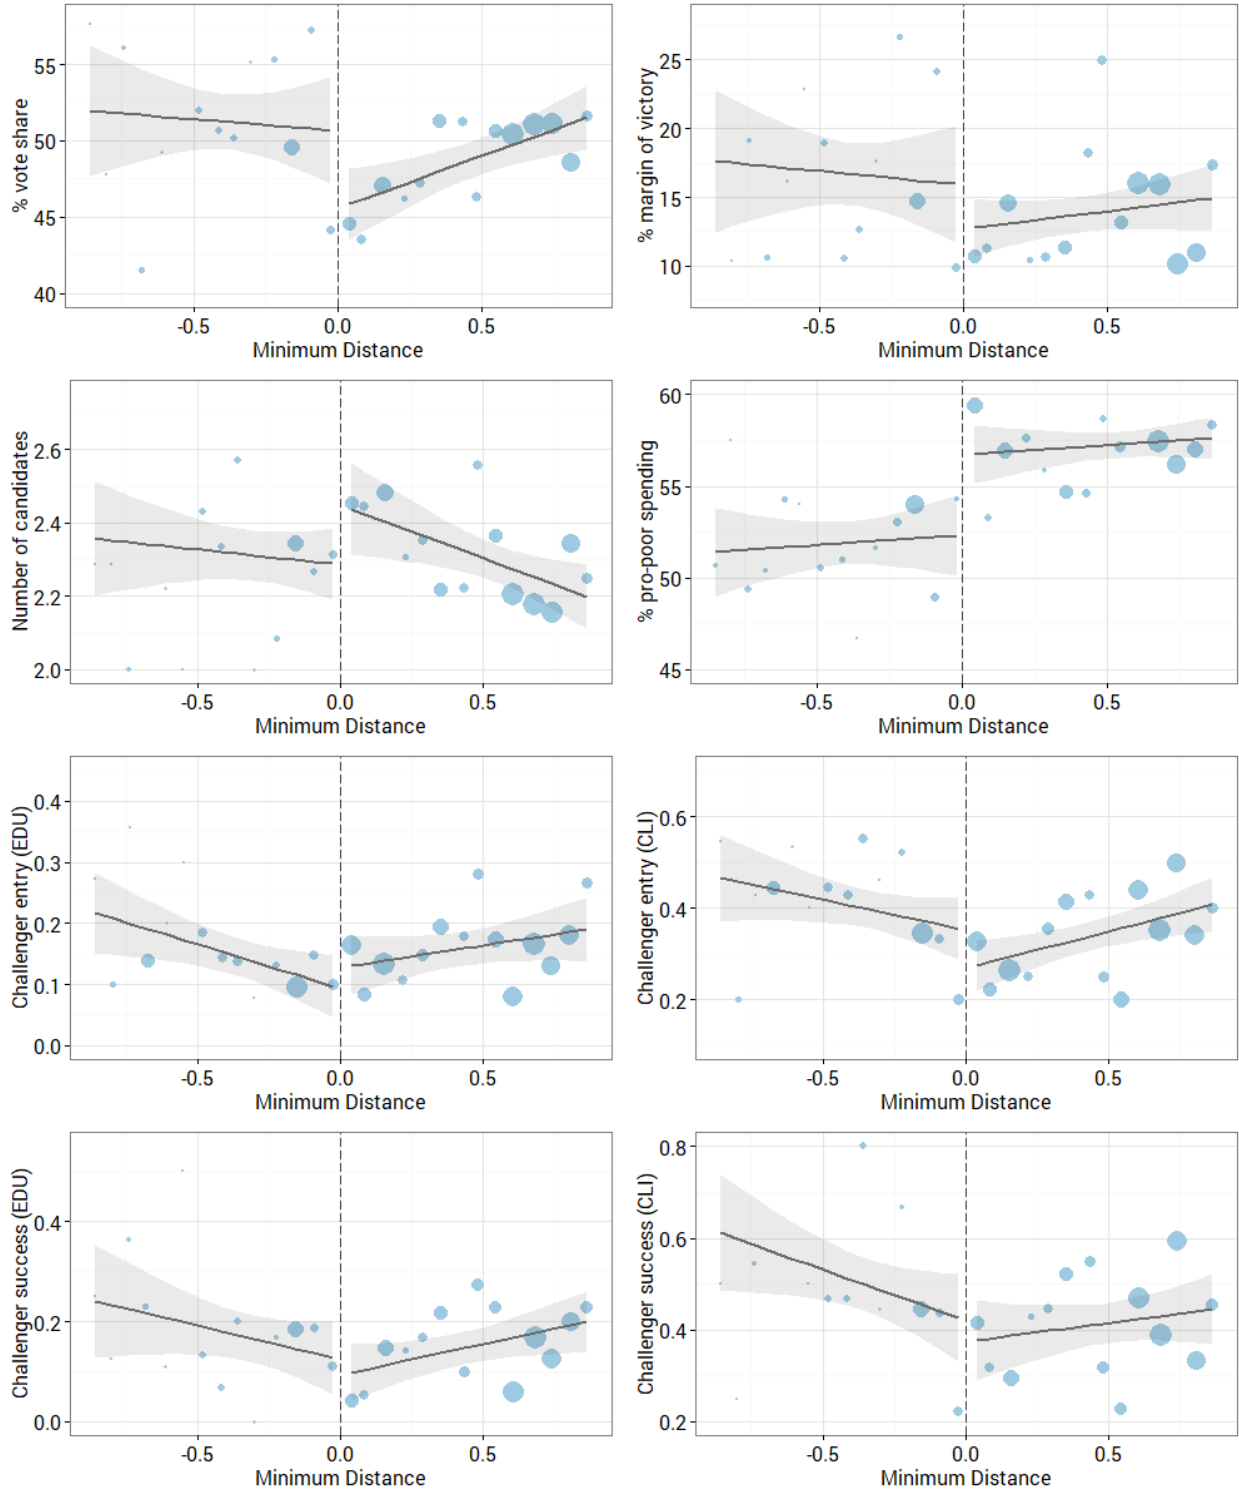 % vote share
55
50
45
40
-0.5 0.0 0.5
Minimum Distance
% margin of victory
25
20
15
10
-0.5 0.0 0.5
Minimum Distance
Number of candidates
2.6
2.4
2.2
2.0
-0.5 0.0 0.5
Minimum Distance
% pro-poor spending
60
55
50
45
-0.5 0.0 0.5
Minimum Distance
Challenger entry (EDU)
0.4
0.3
0.2
0.1
0.0
-0.5 0.0 0.5
Minimum Distance
Challenger entry (CLI)
0.6
0.4
0.2
-0.5 0.0 0.5
Minimum Distance
Challenger success (EDU)
0.4
0.2
0.0
-0.5 0.0 0.5
Minimum Distance
Challenger success (CLI)
0.8
0.6
0.4
0.2
-0.5 0.0 0.5
Minimum Distance